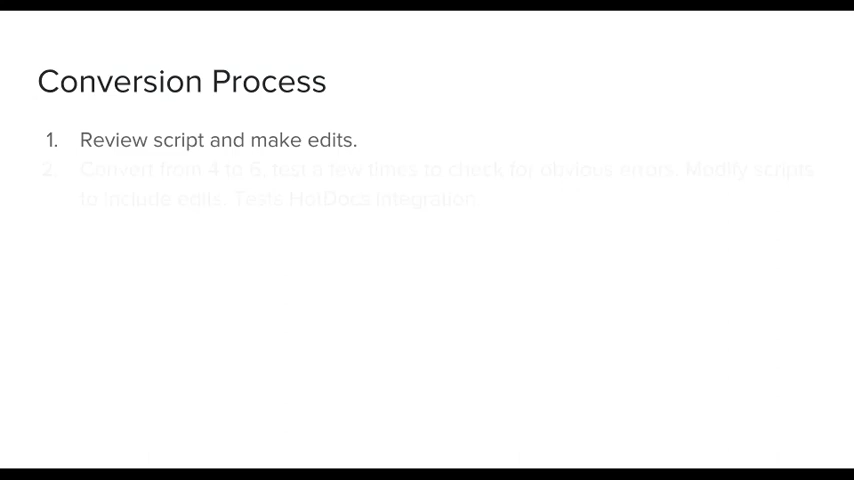 Conversion Process
1. Review script and make edits.
2. Convert from 4 to 6, test a few times to check for obvious errors. Modify scripts
to include edits. Tests HotDocs integration